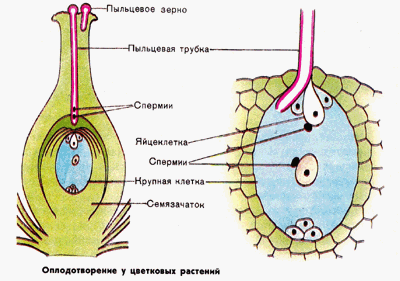 Пыльцевое зерно
Пыльцевая трубка
Спермии
Яйцеклетка
Спермии
Крупная клетка
Семязачаток
Оплодотворение у цветковых растений